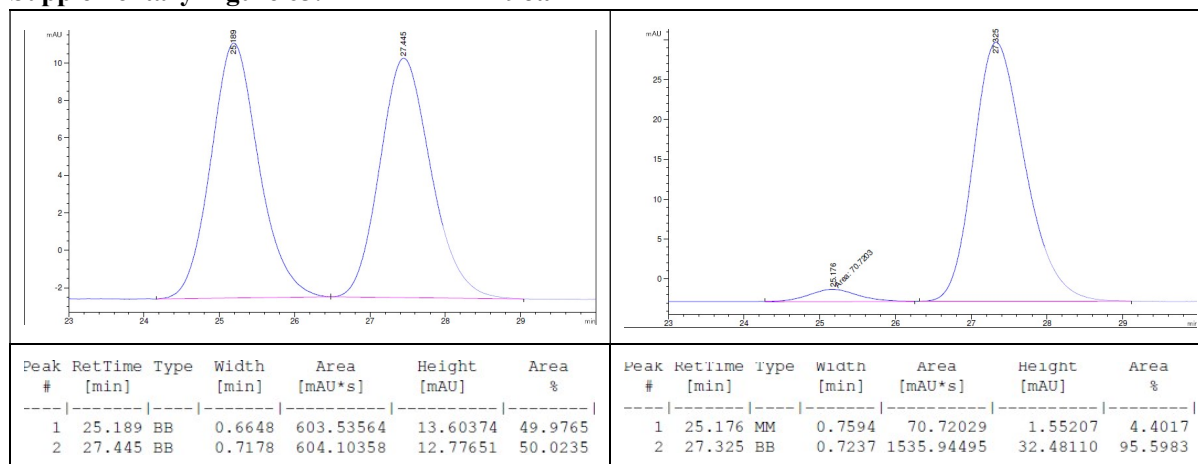 mAU
25.189
27.445
10
8
6
4
2
0
-2
23 24 25 26 27 28 29 min
mAU
27.325
25.176
Area: 70.7203
25
20
15
10
5
0
23 24 25 26 27 28 29 min
Peak RetTime Type Width Area Height Area
# [min] [min] [mAU*s] [mAU] %
----|-------|----|-------|----------|----------|--------|
1 25.189 BB 0.6648 603.53564 13.60374 49.9765
2 27.445 BB 0.7178 604.10358 12.77651 50.0235
Peak RetTime Type Width Area Height Area
# [min] [min] [mAU*s] [mAU] %
----|-------|----|-------|----------|----------|--------|
1 25.176 MM 0.7594 70.72029 1.55207 4.4017
2 27.325 BB 0.7237 1535.94495 32.48110 95.5983